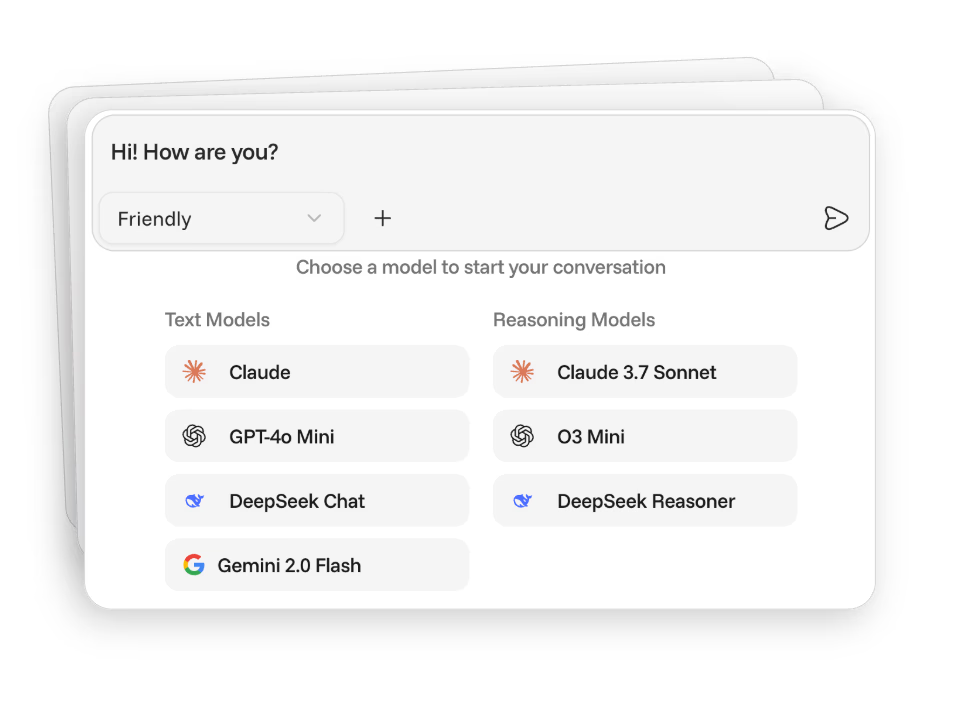 Hi! How are you?
Friendly
Choose a model to start your conversation
Text Models
Claude
GPT-4o Mini
DeepSeek Chat
Gemini 2.0 Flash
Reasoning Models
Claude 3.7 Sonnet
O3 Mini
DeepSeek Reasoner